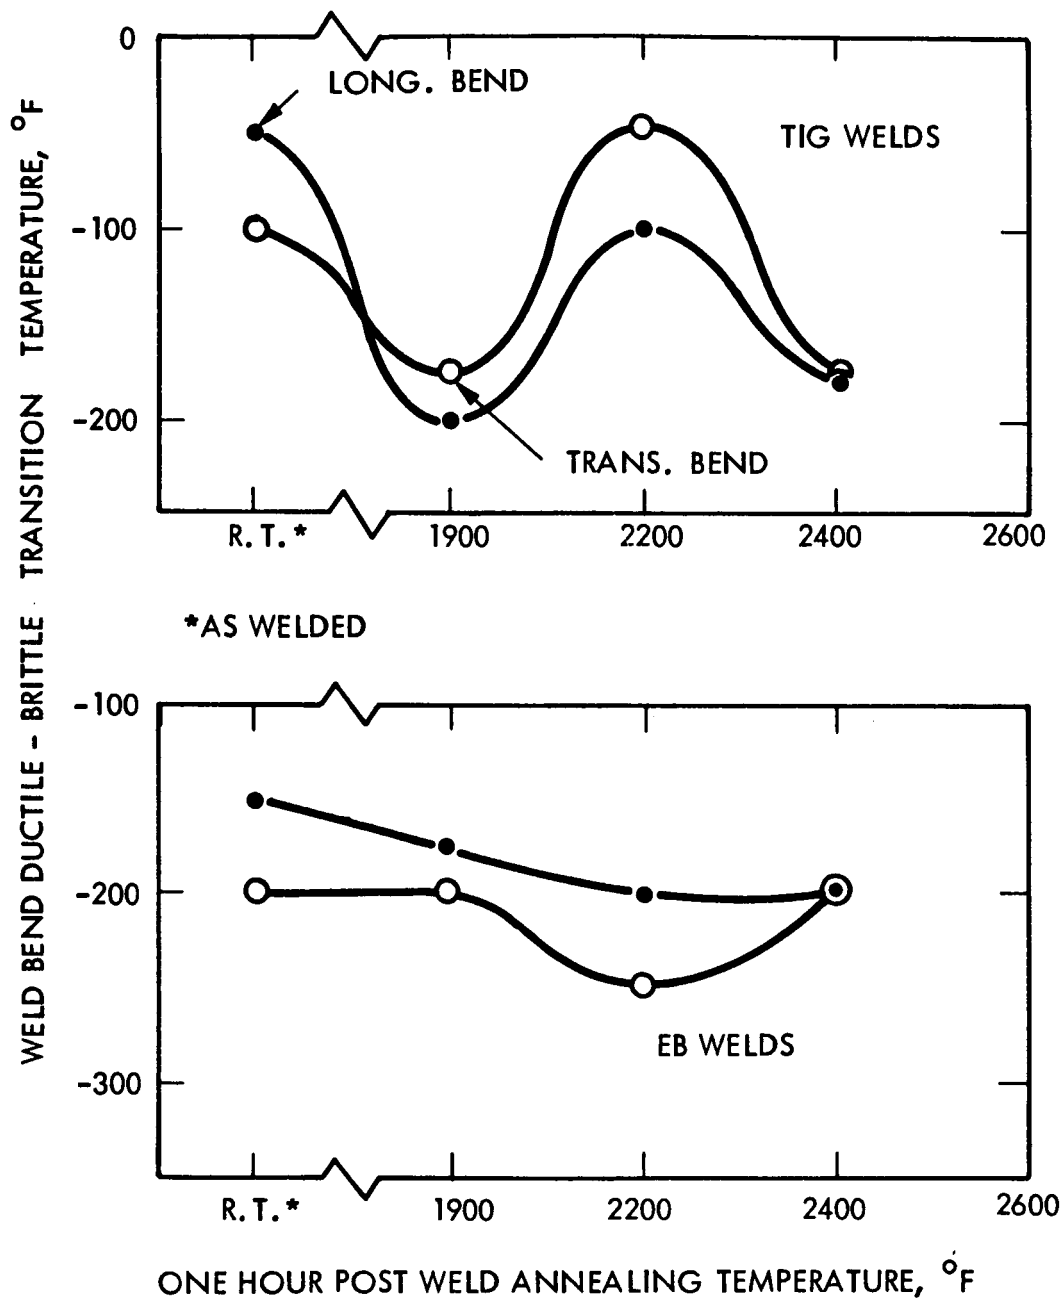 WELD BEND DUCTILE - BRITTLE TRANSITION TEMPERATURE, °F
0
LONG. BEND
TIG WELDS
-100
-200
TRANS. BEND
R.T.* 1900 2200 2400 2600
*AS WELDED
-100
-200
EB WELDS
-300
R.T.* 1900 2200 2400 2600
ONE HOUR POST WELD ANNEALING TEMPERATURE, °F